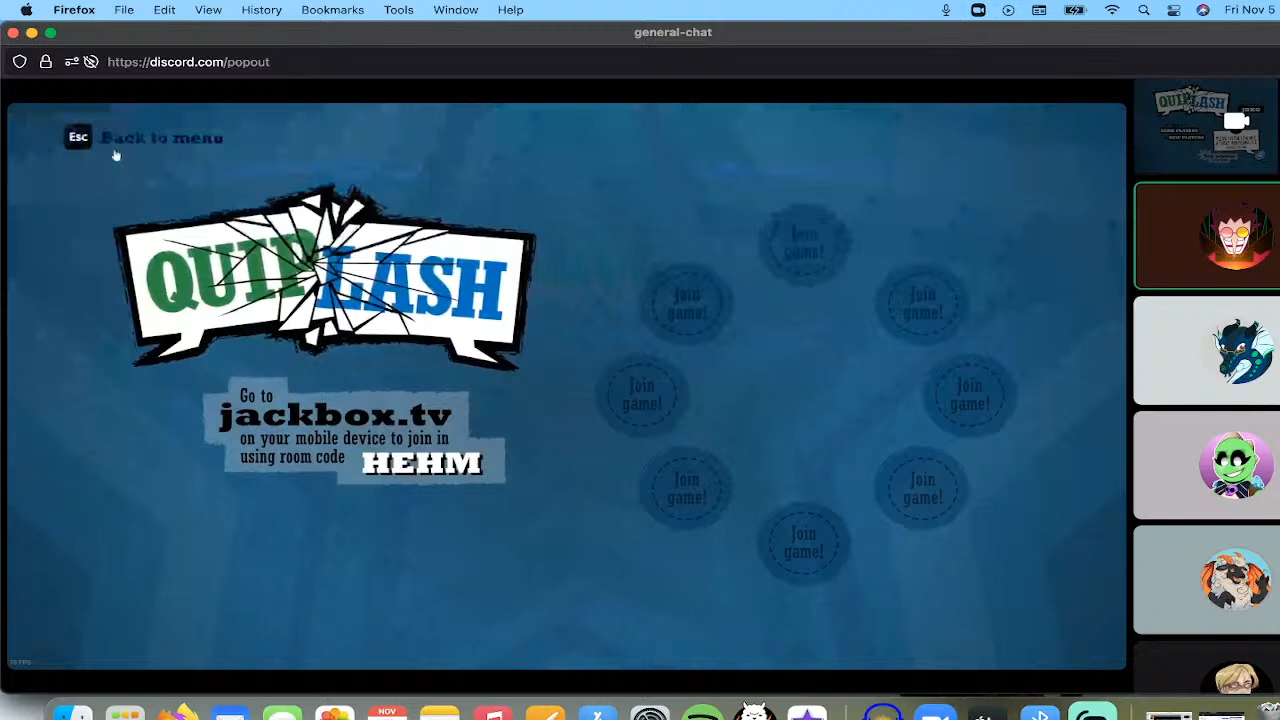 Firefox File Edit View History Bookmarks Tools Window Help Fri Nov 5
general-chat
https://discord.com/popout
Esc Back to menu
QUIPLASH
Go to
jackbox.tv
on your mobile device to join in
using room code HEHM
Join
game!
Join
game!
Join
game!
Join
game!
Join
game!
Join
game!
Join
game!
Join
game!
QUIPLASH
NOV